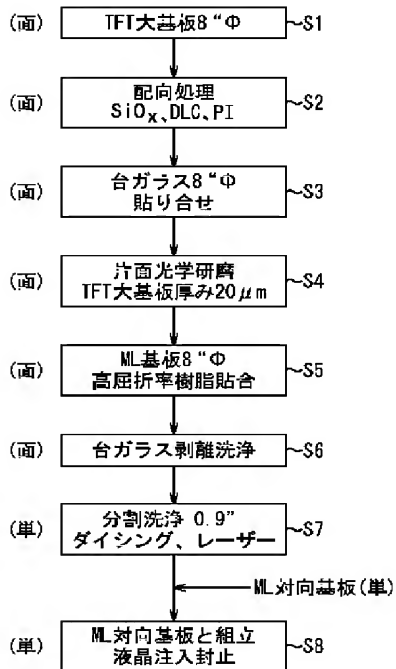 (面) TFT大基板8“Φ ~S1
(面) 配向処理
SiOx、DLC、PI ~S2
(面) 台ガラス8“Φ
貼り合せ ~S3
(面) 片面光学研磨
TFT大基板厚み20μm ~S4
(面) ML基板8“Φ
高屈折率樹脂貼合 ~S5
(面) 台ガラス剥離洗浄 ~S6
(単) 分割洗浄 0.9”
ダイシング、レーザー ~S7
ML対向基板(単)
(単) ML対向基板と組立
液晶注入封止 ~S8